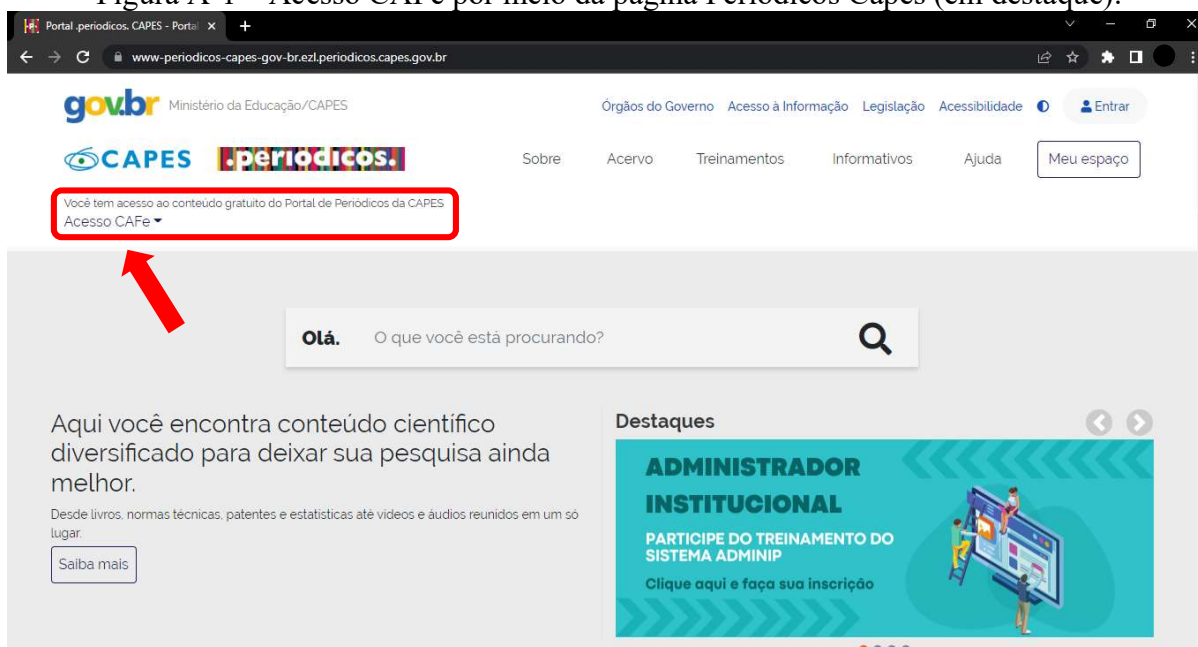 Figura A-1 – Acesso CAFe por meio da página Periódicos Capes (em destaque).
Portal .periodicos. CAPES - Portal
www-periodicos-capes-gov-br.ezl.periodicos.capes.gov.br
gov.br Ministério da Educação/CAPES Órgãos do Governo Acesso à Informação Legislação Acessibilidade Entrar
CAPES .periódicos. Sobre Acervo Treinamentos Informativos Ajuda Meu espaço
Você tem acesso ao conteúdo gratuito do Portal de Periódicos da CAPES
Acesso CAFe
Olá. O que você está procurando?
Aqui você encontra conteúdo científico
diversificado para deixar sua pesquisa ainda
melhor.
Desde livros, normas técnicas, patentes e estatísticas até vídeos e áudios reunidos em um só
lugar.
Saiba mais
Destaques
ADMINISTRADOR
INSTITUCIONAL
PARTICIPE DO TREINAMENTO DO
SISTEMA ADMINIP
Clique aqui e faça sua inscrição